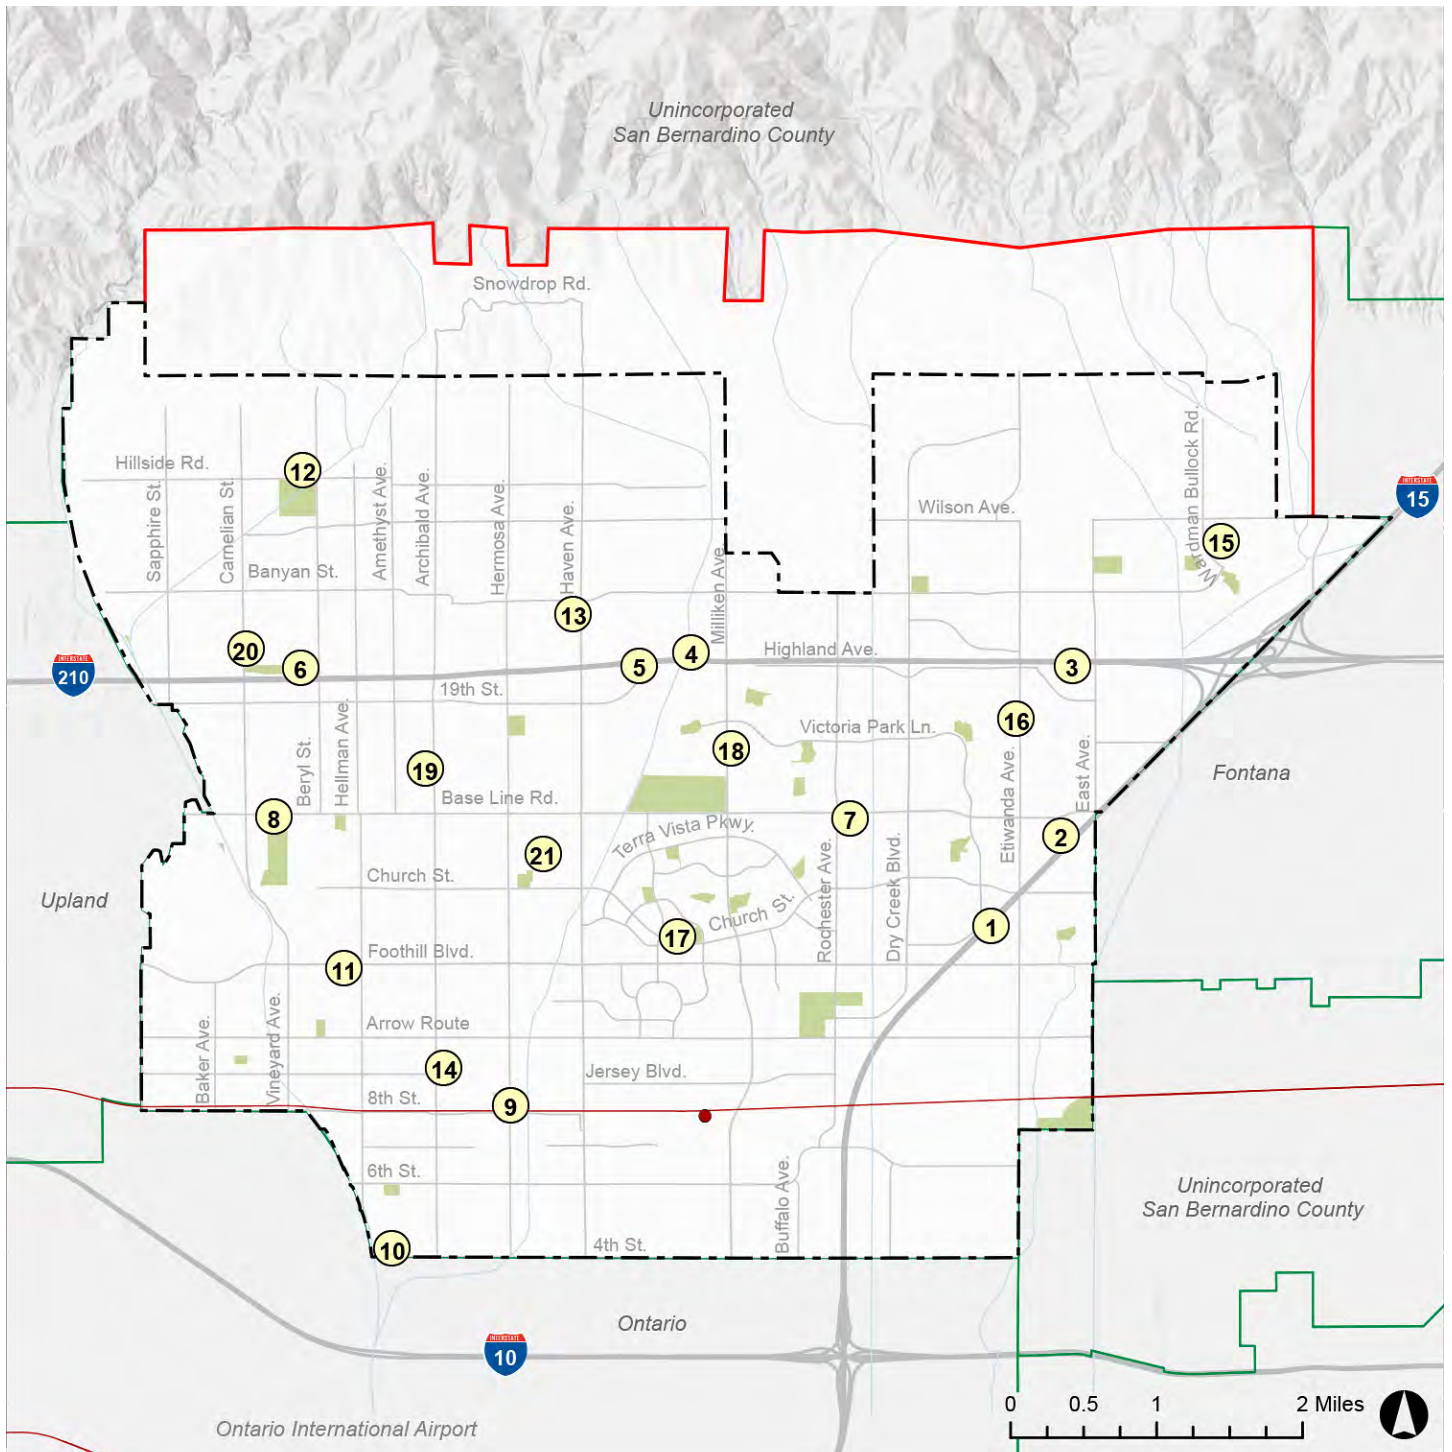 Unincorporated
San Bernardino County
Snowdrop Rd.
Hillside Rd.
12
Sapphire St.
Carnelian St.
Amethyst Ave.
Archibald Ave.
Hermosa Ave.
Haven Ave.
Milliken Ave.
Wilson Ave.
Wardman Bullock Rd.
INTERSTATE
15
15
Banyan St.
13
20
6
5
4
Highland Ave.
3
INTERSTATE
210
19th St.
16
Victoria Park Ln.
18
Beryl St.
Hellman Ave.
19
Base Line Rd.
Etiwanda Ave.
East Ave.
Fontana
8
7
2
Terra Vista Pkwy.
21
Church St.
Upland
Rochester Ave.
Dry Creek Blvd.
Church St.
17
1
Foothill Blvd.
11
Arrow Route
Baker Ave.
Vineyard Ave.
14
Jersey Blvd.
8th St.
9
6th St.
Buffalo Ave.
Unincorporated
San Bernardino County
10
4th St.
Ontario
INTERSTATE
10
Ontario International Airport
0 0.5 1 2 Miles